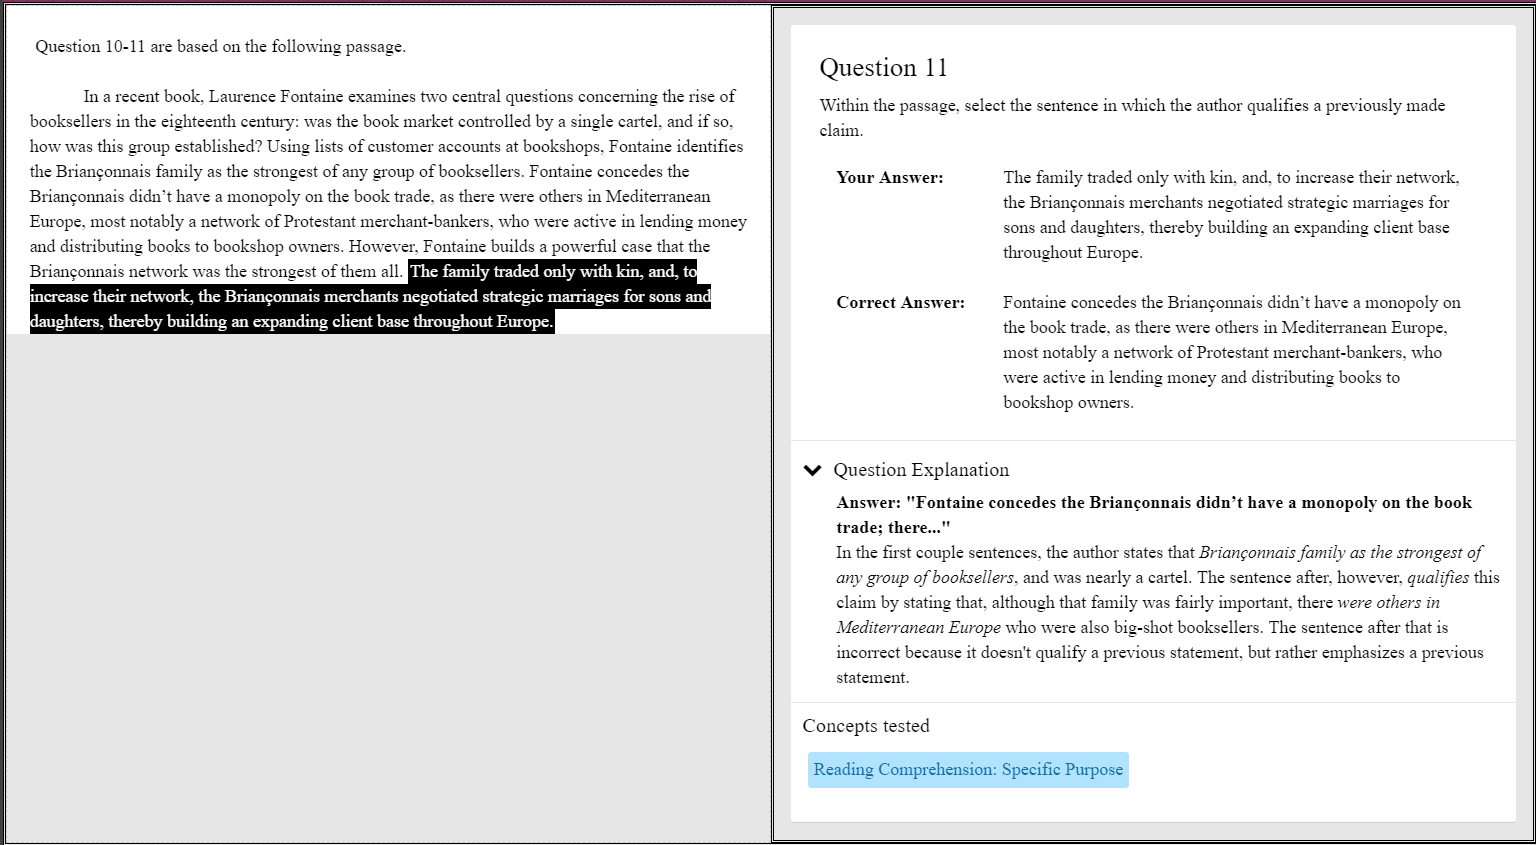 Question 10-11 are based on the following passage.
In a recent book, Laurence Fontaine examines two central questions concerning the rise of
booksellers in the eighteenth century: was the book market controlled by a single cartel, and if so,
how was this group established? Using lists of customer accounts at bookshops, Fontaine identifies
the Briançonnais family as the strongest of any group of booksellers. Fontaine concedes the
Briançonnais didn’t have a monopoly on the book trade, as there were others in Mediterranean
Europe, most notably a network of Protestant merchant-bankers, who were active in lending money
and distributing books to bookshop owners. However, Fontaine builds a powerful case that the
Briançonnais network was the strongest of them all. The family traded only with kin, and, to
increase their network, the Briançonnais merchants negotiated strategic marriages for sons and
daughters, thereby building an expanding client base throughout Europe.
Question 11
Within the passage, select the sentence in which the author qualifies a previously made
claim.
Your Answer:
The family traded only with kin, and, to increase their network,
the Briançonnais merchants negotiated strategic marriages for
sons and daughters, thereby building an expanding client base
throughout Europe.
Correct Answer:
Fontaine concedes the Briançonnais didn’t have a monopoly on
the book trade, as there were others in Mediterranean Europe,
most notably a network of Protestant merchant-bankers, who
were active in lending money and distributing books to
bookshop owners.
Question Explanation
Answer: "Fontaine concedes the Briançonnais didn’t have a monopoly on the book
trade; there..."
In the first couple sentences, the author states that Briançonnais family as the strongest of
any group of booksellers, and was nearly a cartel. The sentence after, however, qualifies this
claim by stating that, although that family was fairly important, there were others in
Mediterranean Europe who were also big-shot booksellers. The sentence after that is
incorrect because it doesn't qualify a previous statement, but rather emphasizes a previous
statement.
Concepts tested
Reading Comprehension: Specific Purpose